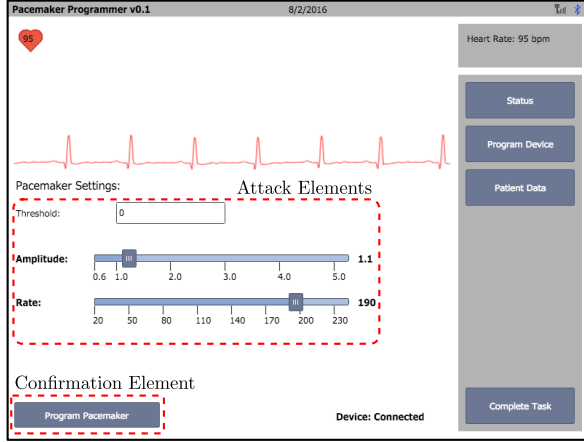 Pacemaker Programmer v0.1 8/2/2016
95
Heart Rate: 95 bpm
Status
Program Device
Patient Data
Pacemaker Settings:
Attack Elements
Threshold: 0
Amplitude: 1.1
0.6 1.0 2.0 3.0 4.0 5.0
Rate: 190
20 50 80 110 140 170 200 230
Confirmation Element
Program Pacemaker
Device: Connected
Complete Task